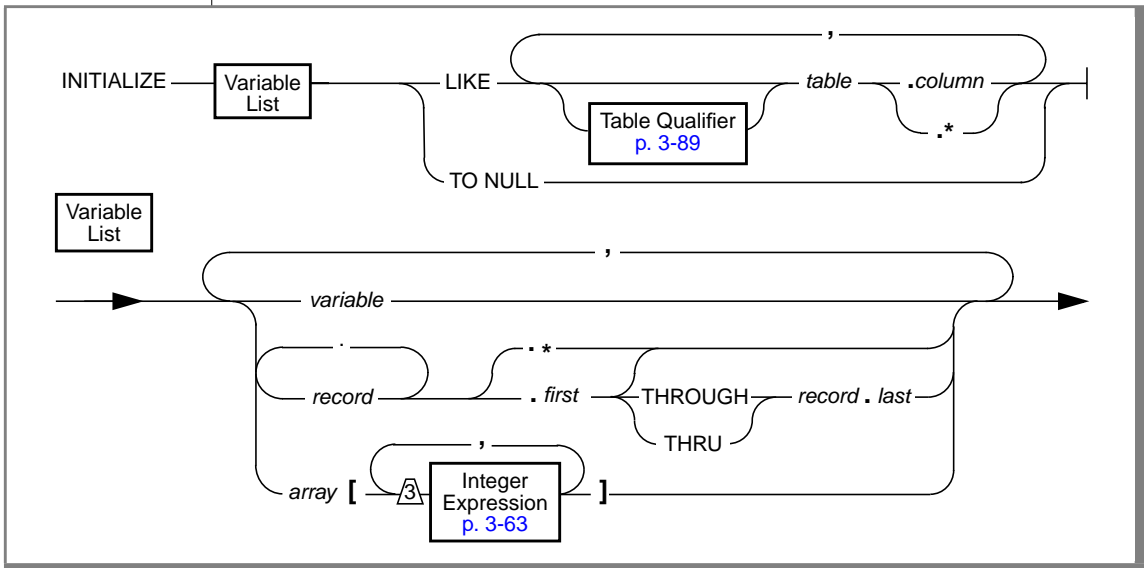 ,
INITIALIZE Variable List LIKE table .column
Table Qualifier
p. 3-89
.*
TO NULL
Variable
List
,
variable
. . *
record . first THROUGH record . last
THRU
,
array [ 3 Integer Expression ]
p. 3-63